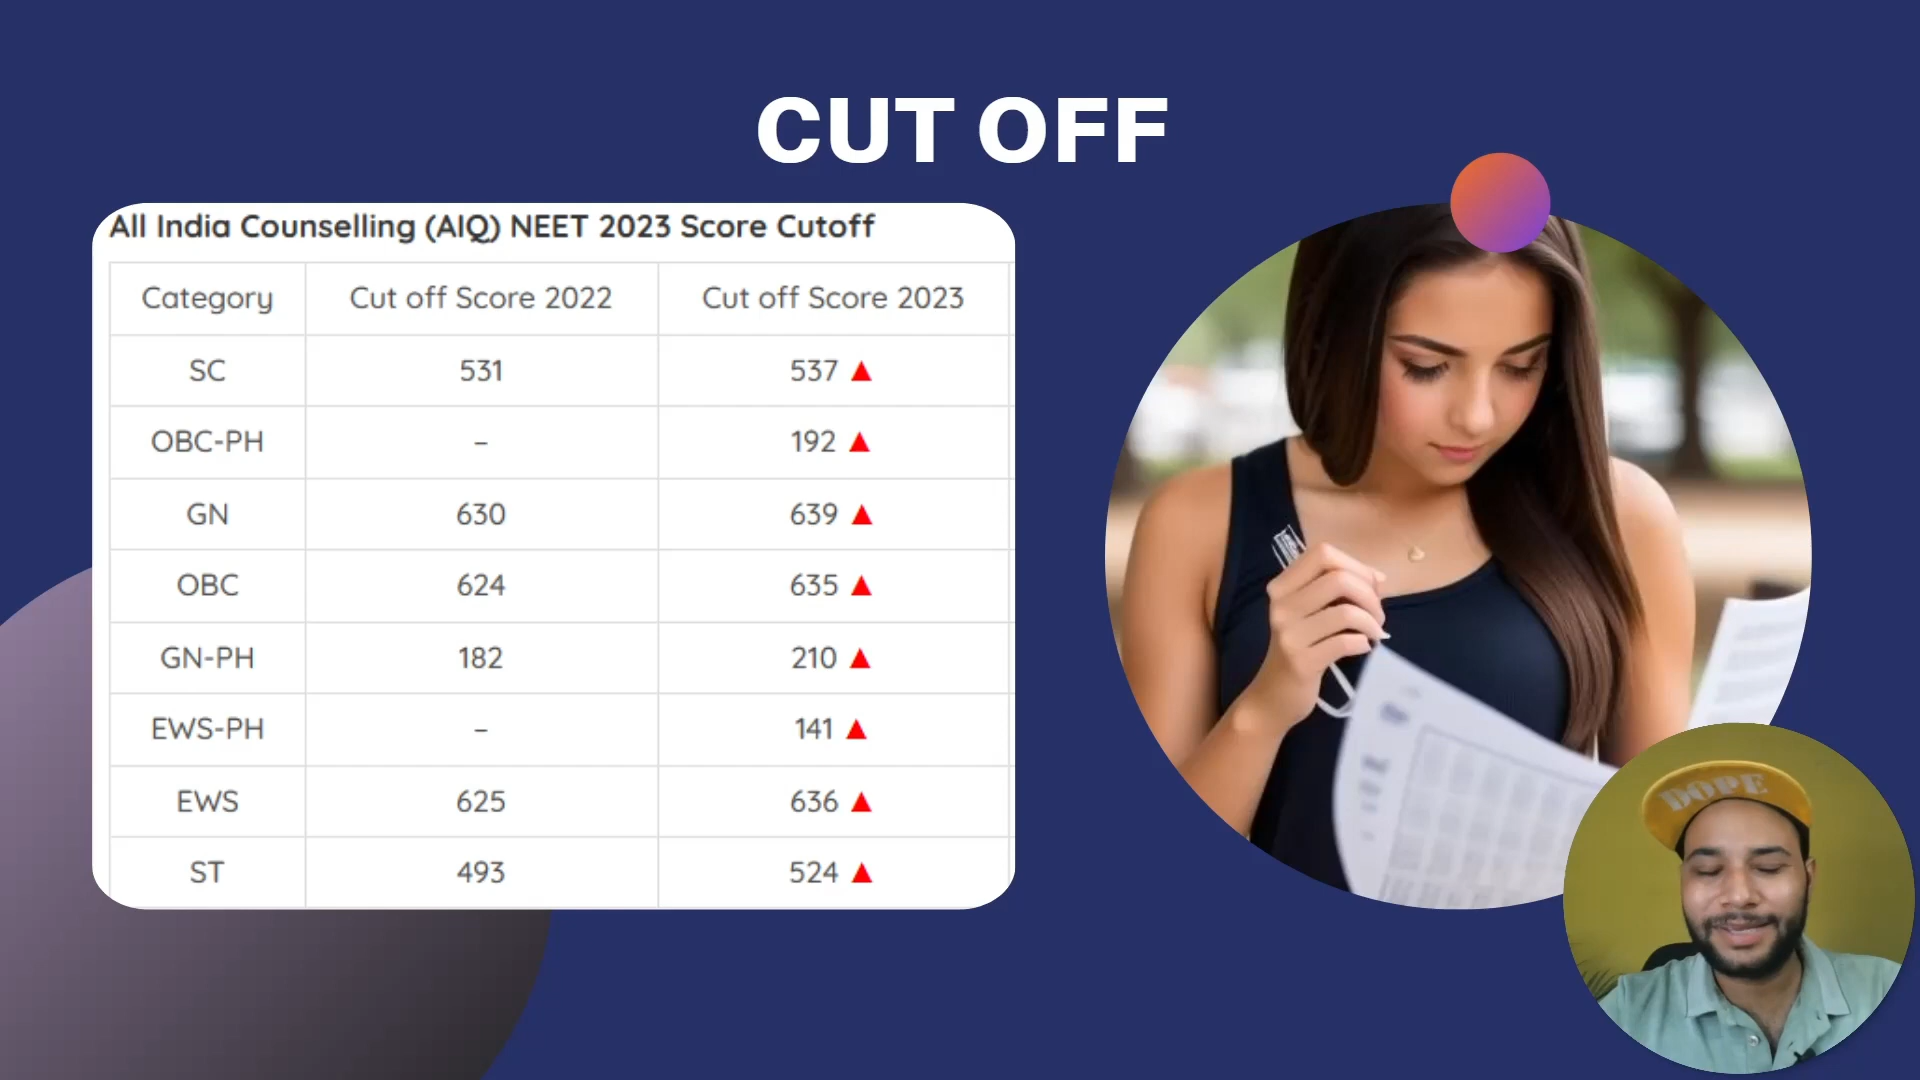 CUT OFF
All India Counselling (AIQ) NEET 2023 Score Cutoff
Category Cut off Score 2022 Cut off Score 2023
SC 531 537 ▲
OBC-PH – 192 ▲
GN 630 639 ▲
OBC 624 635 ▲
GN-PH 182 210 ▲
EWS-PH – 141 ▲
EWS 625 636 ▲
ST 493 524 ▲
DOPE